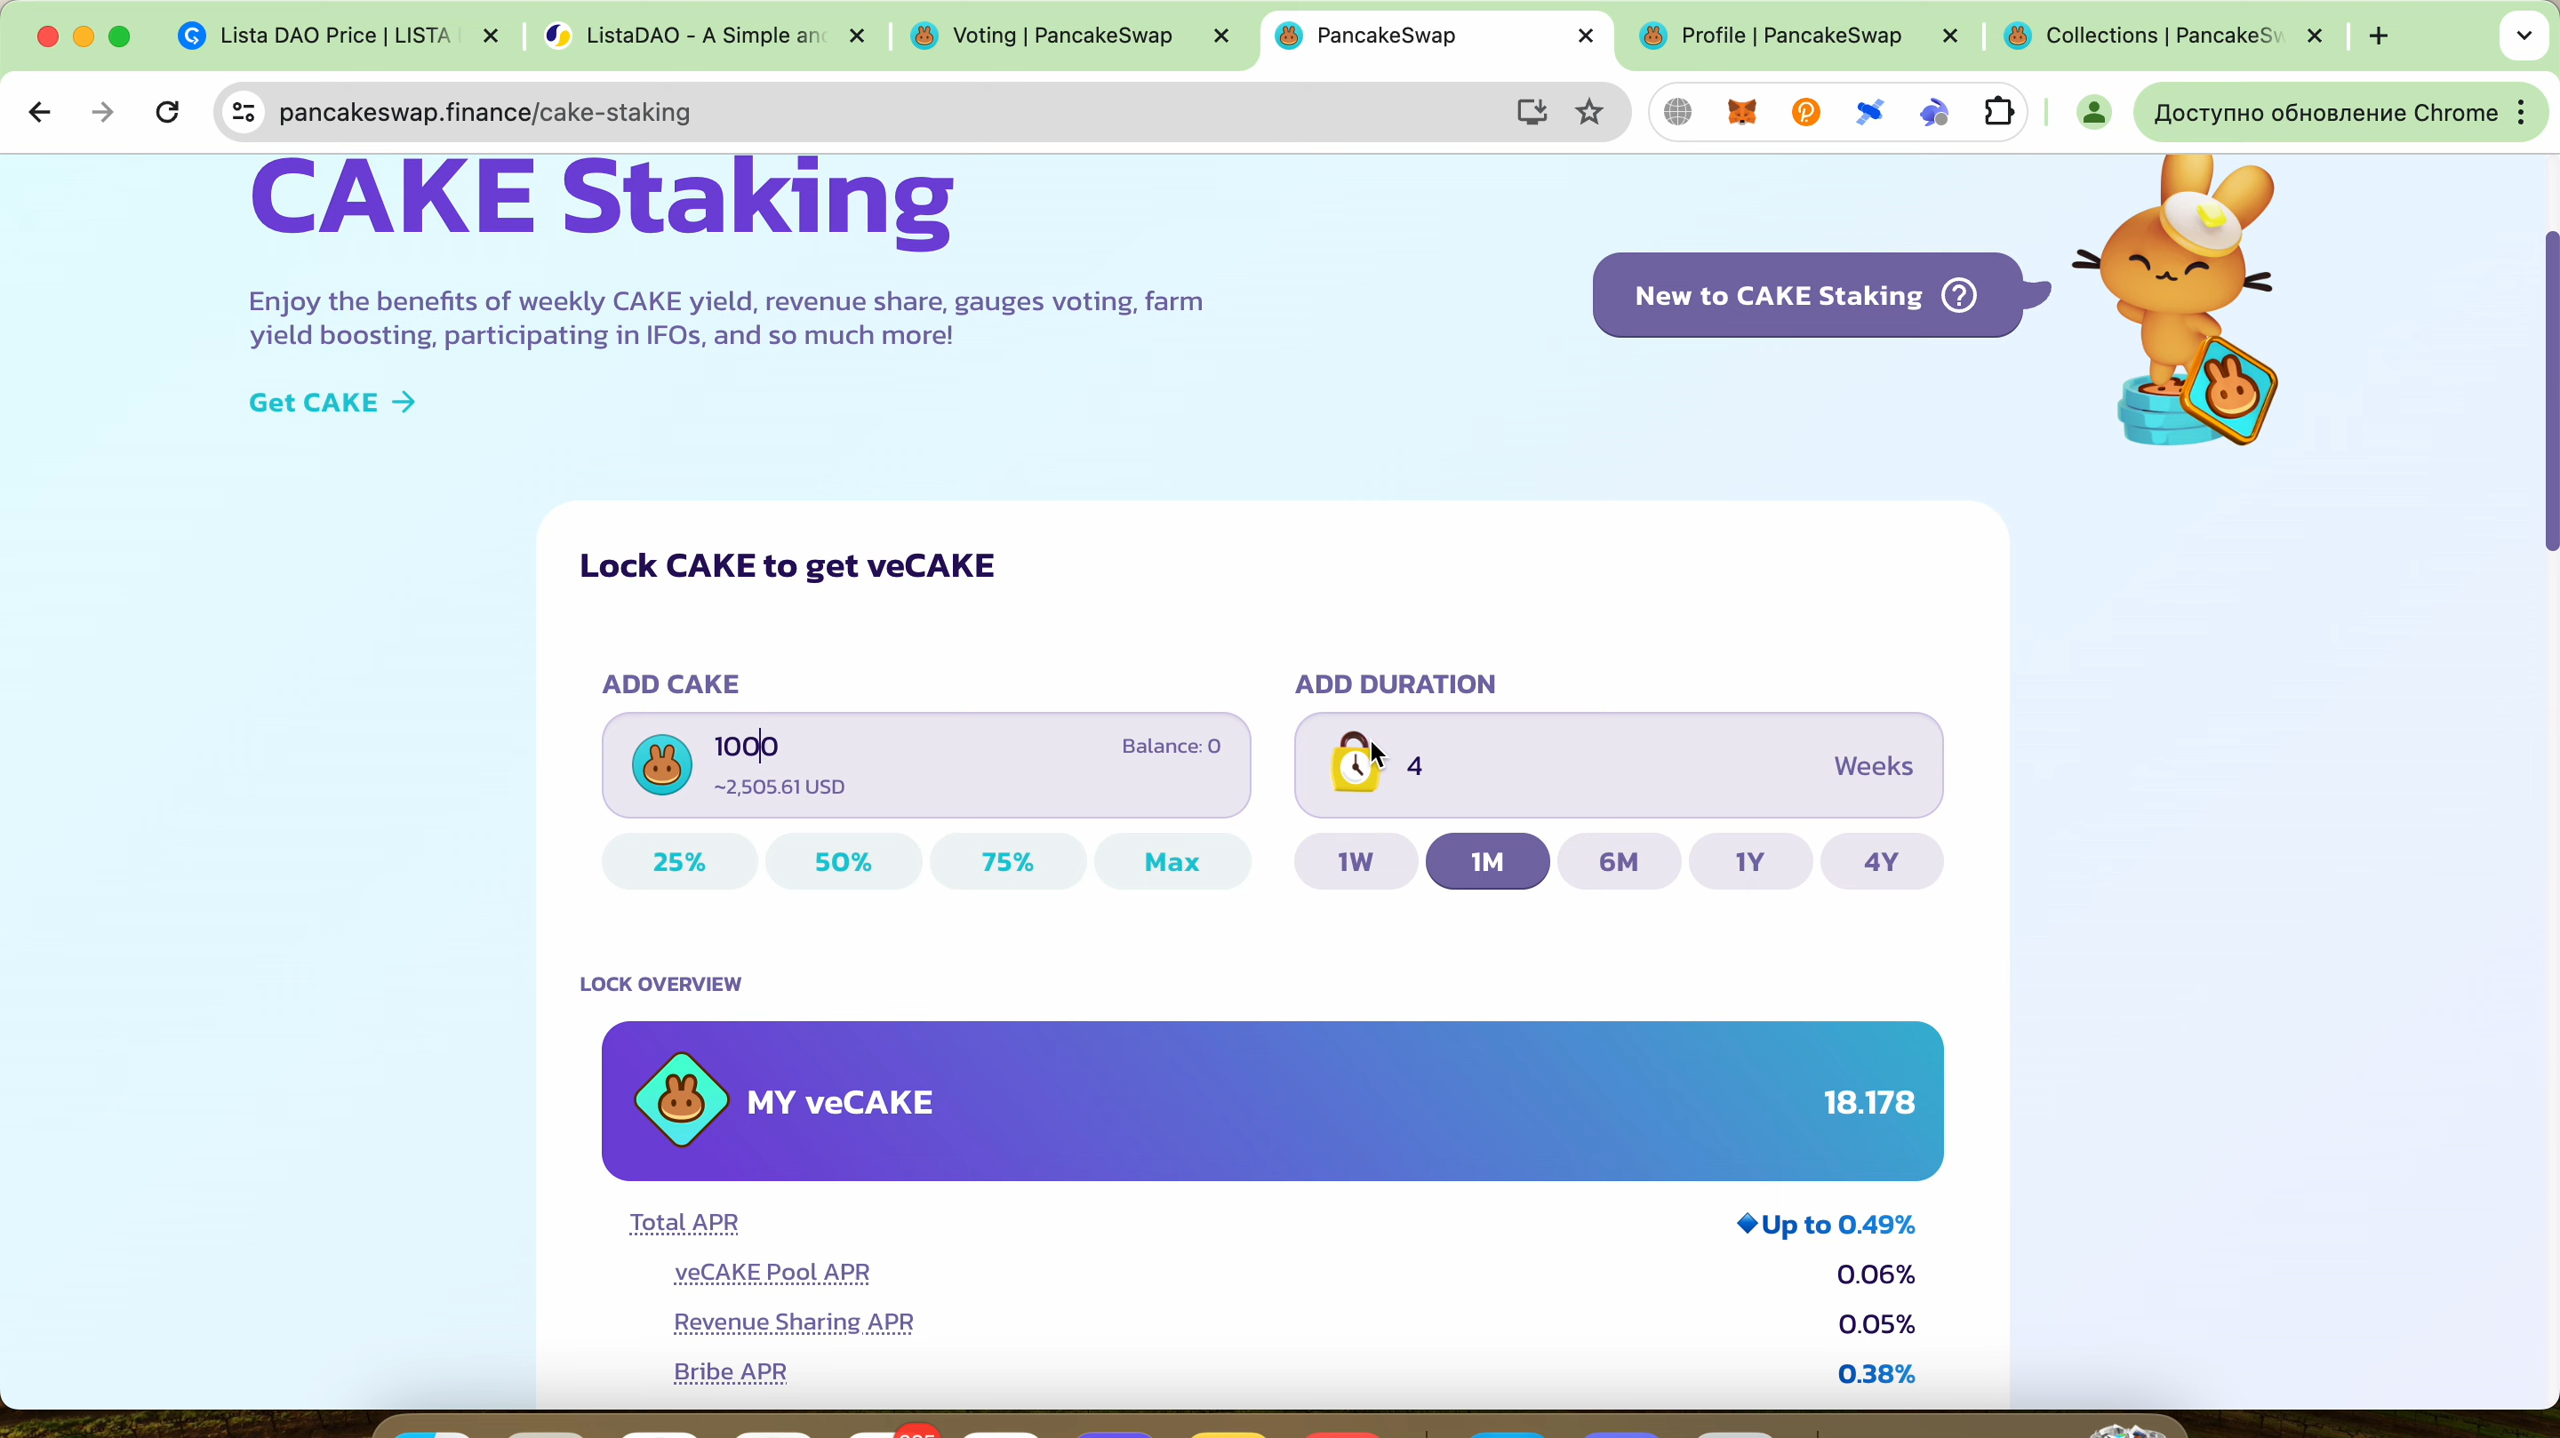 Lista DAO Price | LISTA
ListaDAO - A Simple and
Voting | PancakeSwap
PancakeSwap
Profile | PancakeSwap
Collections | PancakeSw
pancakeswap.finance/cake-staking
Доступно обновление Chrome
CAKE Staking
Enjoy the benefits of weekly CAKE yield, revenue share, gauges voting, farm
yield boosting, participating in IFOs, and so much more!
New to CAKE Staking
Get CAKE
Lock CAKE to get veCAKE
ADD CAKE
ADD DURATION
1000
Balance: 0
~2,505.61 USD
4
Weeks
25%
50%
75%
Max
1W
1M
6M
1Y
4Y
LOCK OVERVIEW
MY veCAKE
18.178
Total APR
Up to 0.49%
veCAKE Pool APR
0.06%
Revenue Sharing APR
0.05%
Bribe APR
0.38%